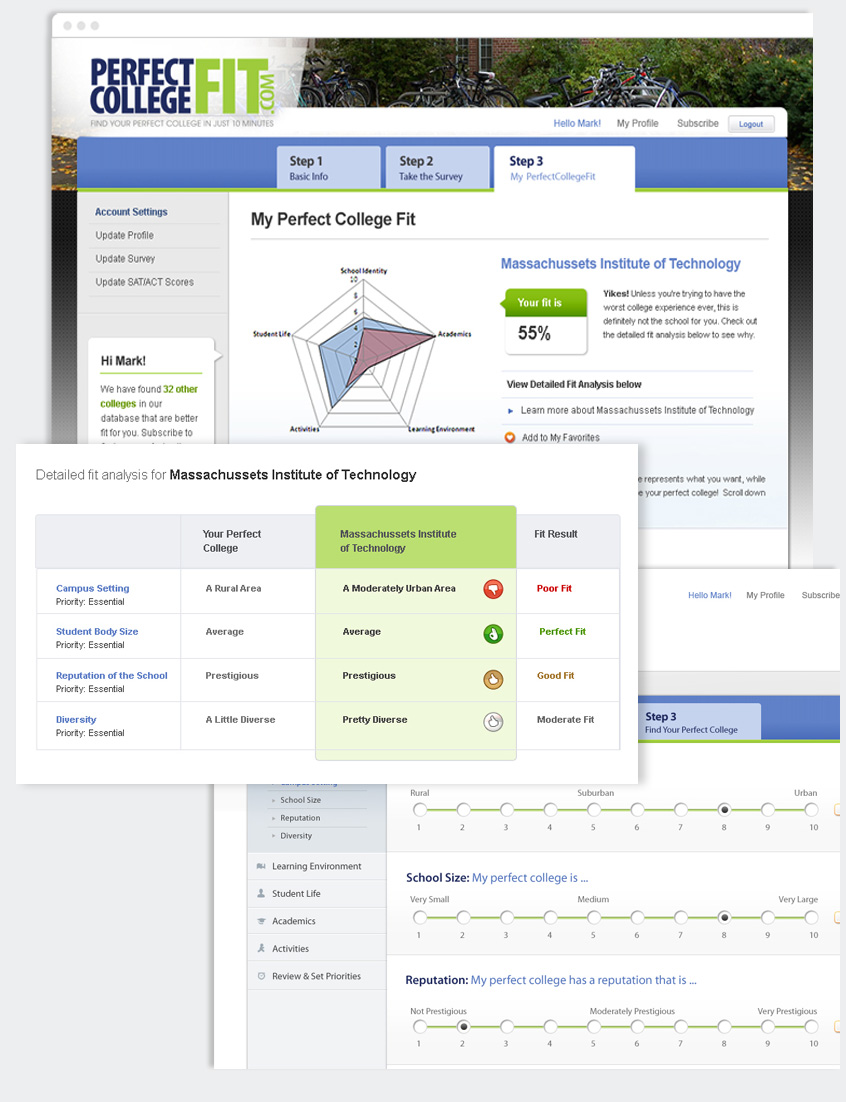 PERFECT
COLLEGE
FIT
.COM
FIND YOUR PERFECT COLLEGE IN JUST 10 MINUTES
Hello Mark!
My Profile
Subscribe
Logout
Step 1
Basic Info
Step 2
Take the Survey
Step 3
My PerfectCollegeFit
Account Settings
Update Profile
Update Survey
Update SAT/ACT Scores
Hi Mark!
We have found 32 other
colleges in our
database that are better
fit for you. Subscribe to
My Perfect College Fit
School Identity
10
8
6
4
2
Student Life
Academics
Activities
Learning Environment
Massachussets Institute of Technology
Your fit is
55%
Yikes! Unless you're trying to have the
worst college experience ever, this is
definitely not the school for you. Check out
the detailed fit analysis below to see why.
View Detailed Fit Analysis below
Learn more about Massachussets Institute of Technology
Add to My Favorites
e represents what you want, while
e your perfect college! Scroll down
Detailed fit analysis for Massachussets Institute of Technology
Your Perfect
College
Massachussets Institute
of Technology
Fit Result
Campus Setting
Priority: Essential
A Rural Area
A Moderately Urban Area
Poor Fit
Student Body Size
Priority: Essential
Average
Average
Perfect Fit
Reputation of the School
Priority: Essential
Prestigious
Prestigious
Good Fit
Diversity
Priority: Essential
A Little Diverse
Pretty Diverse
Moderate Fit
Hello Mark!
My Profile
Subscribe
Step 3
Find Your Perfect College
School Size
Reputation
Diversity
Learning Environment
Student Life
Academics
Activities
Review & Set Priorities
Rural Suburban Urban
1 2 3 4 5 6 7 8 9 10
School Size: My perfect college is ...
Very Small Medium Very Large
1 2 3 4 5 6 7 8 9 10
Reputation: My perfect college has a reputation that is ...
Not Prestigious Moderately Prestigious Very Prestigious
1 2 3 4 5 6 7 8 9 10